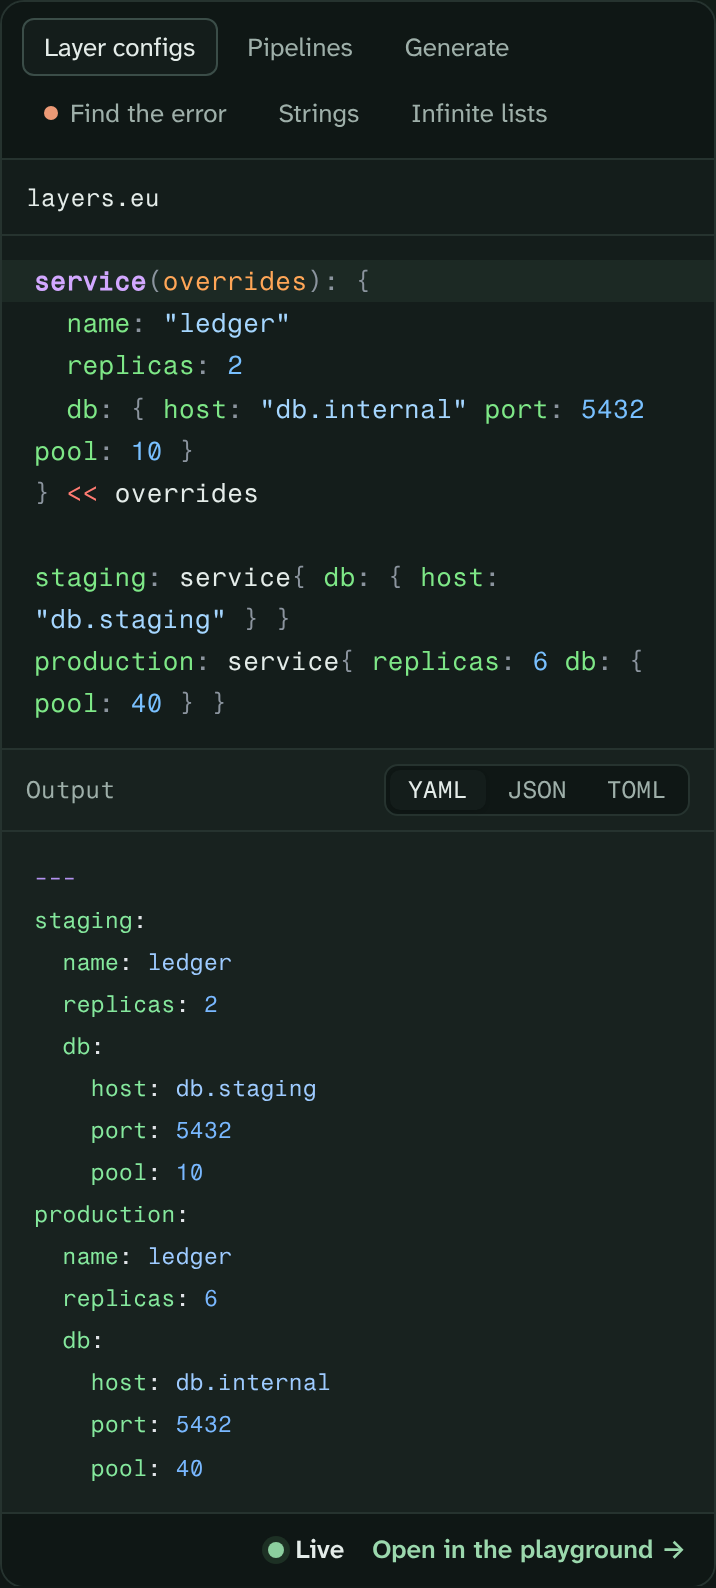 Layer configs Pipelines Generate
Find the error Strings Infinite lists
layers.eu
service(overrides): {
  name: "ledger"
  replicas: 2
  db: { host: "db.internal" port: 5432
pool: 10 }
} << overrides

staging: service{ db: { host:
"db.staging" } }
production: service{ replicas: 6 db: {
pool: 40 } }
Output YAML JSON TOML
---
staging:
  name: ledger
  replicas: 2
  db:
    host: db.staging
    port: 5432
    pool: 10
production:
  name: ledger
  replicas: 6
  db:
    host: db.internal
    port: 5432
    pool: 40
Live Open in the playground →